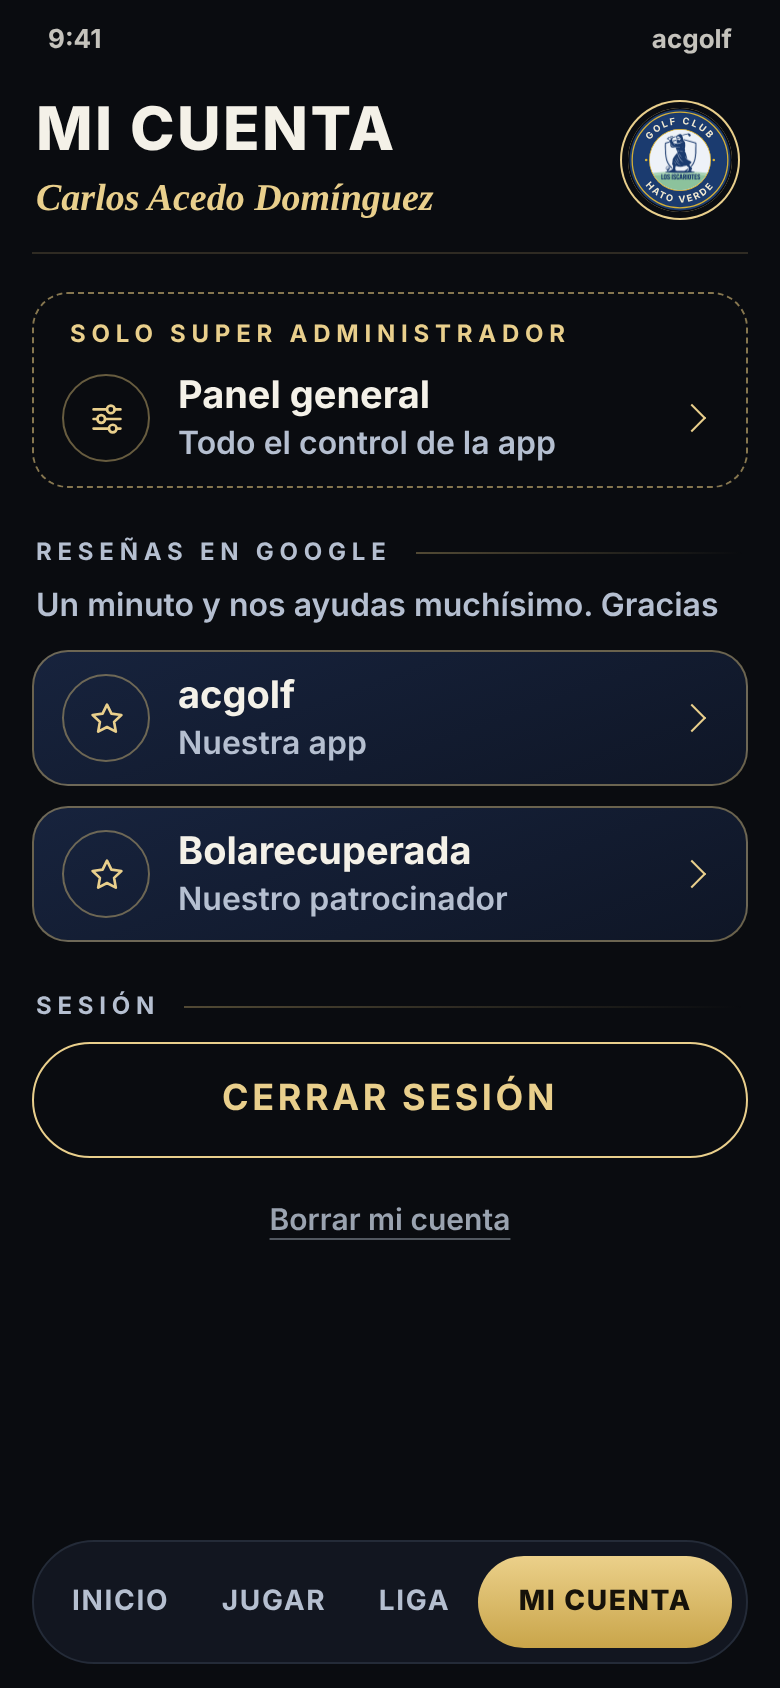 9:41
acgolf
MI CUENTA
Carlos Acedo Domínguez
GOLF CLUB
LOS ISCARIOTES
HATO VERDE
SOLO SUPER ADMINISTRADOR
Panel general
Todo el control de la app
RESEÑAS EN GOOGLE
Un minuto y nos ayudas muchísimo. Gracias
acgolf
Nuestra app
Bolarecuperada
Nuestro patrocinador
SESIÓN
CERRAR SESIÓN
Borrar mi cuenta
INICIO
JUGAR
LIGA
MI CUENTA